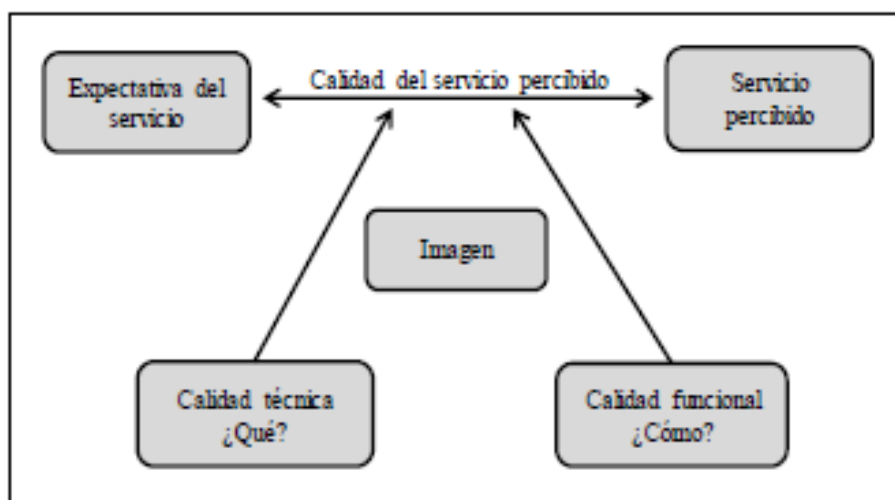 Expectativa del
servicio
Calidad del servicio percibido
Servicio
percibido
Imagen
Calidad técnica
¿Qué?
Calidad funcional
¿Cómo?